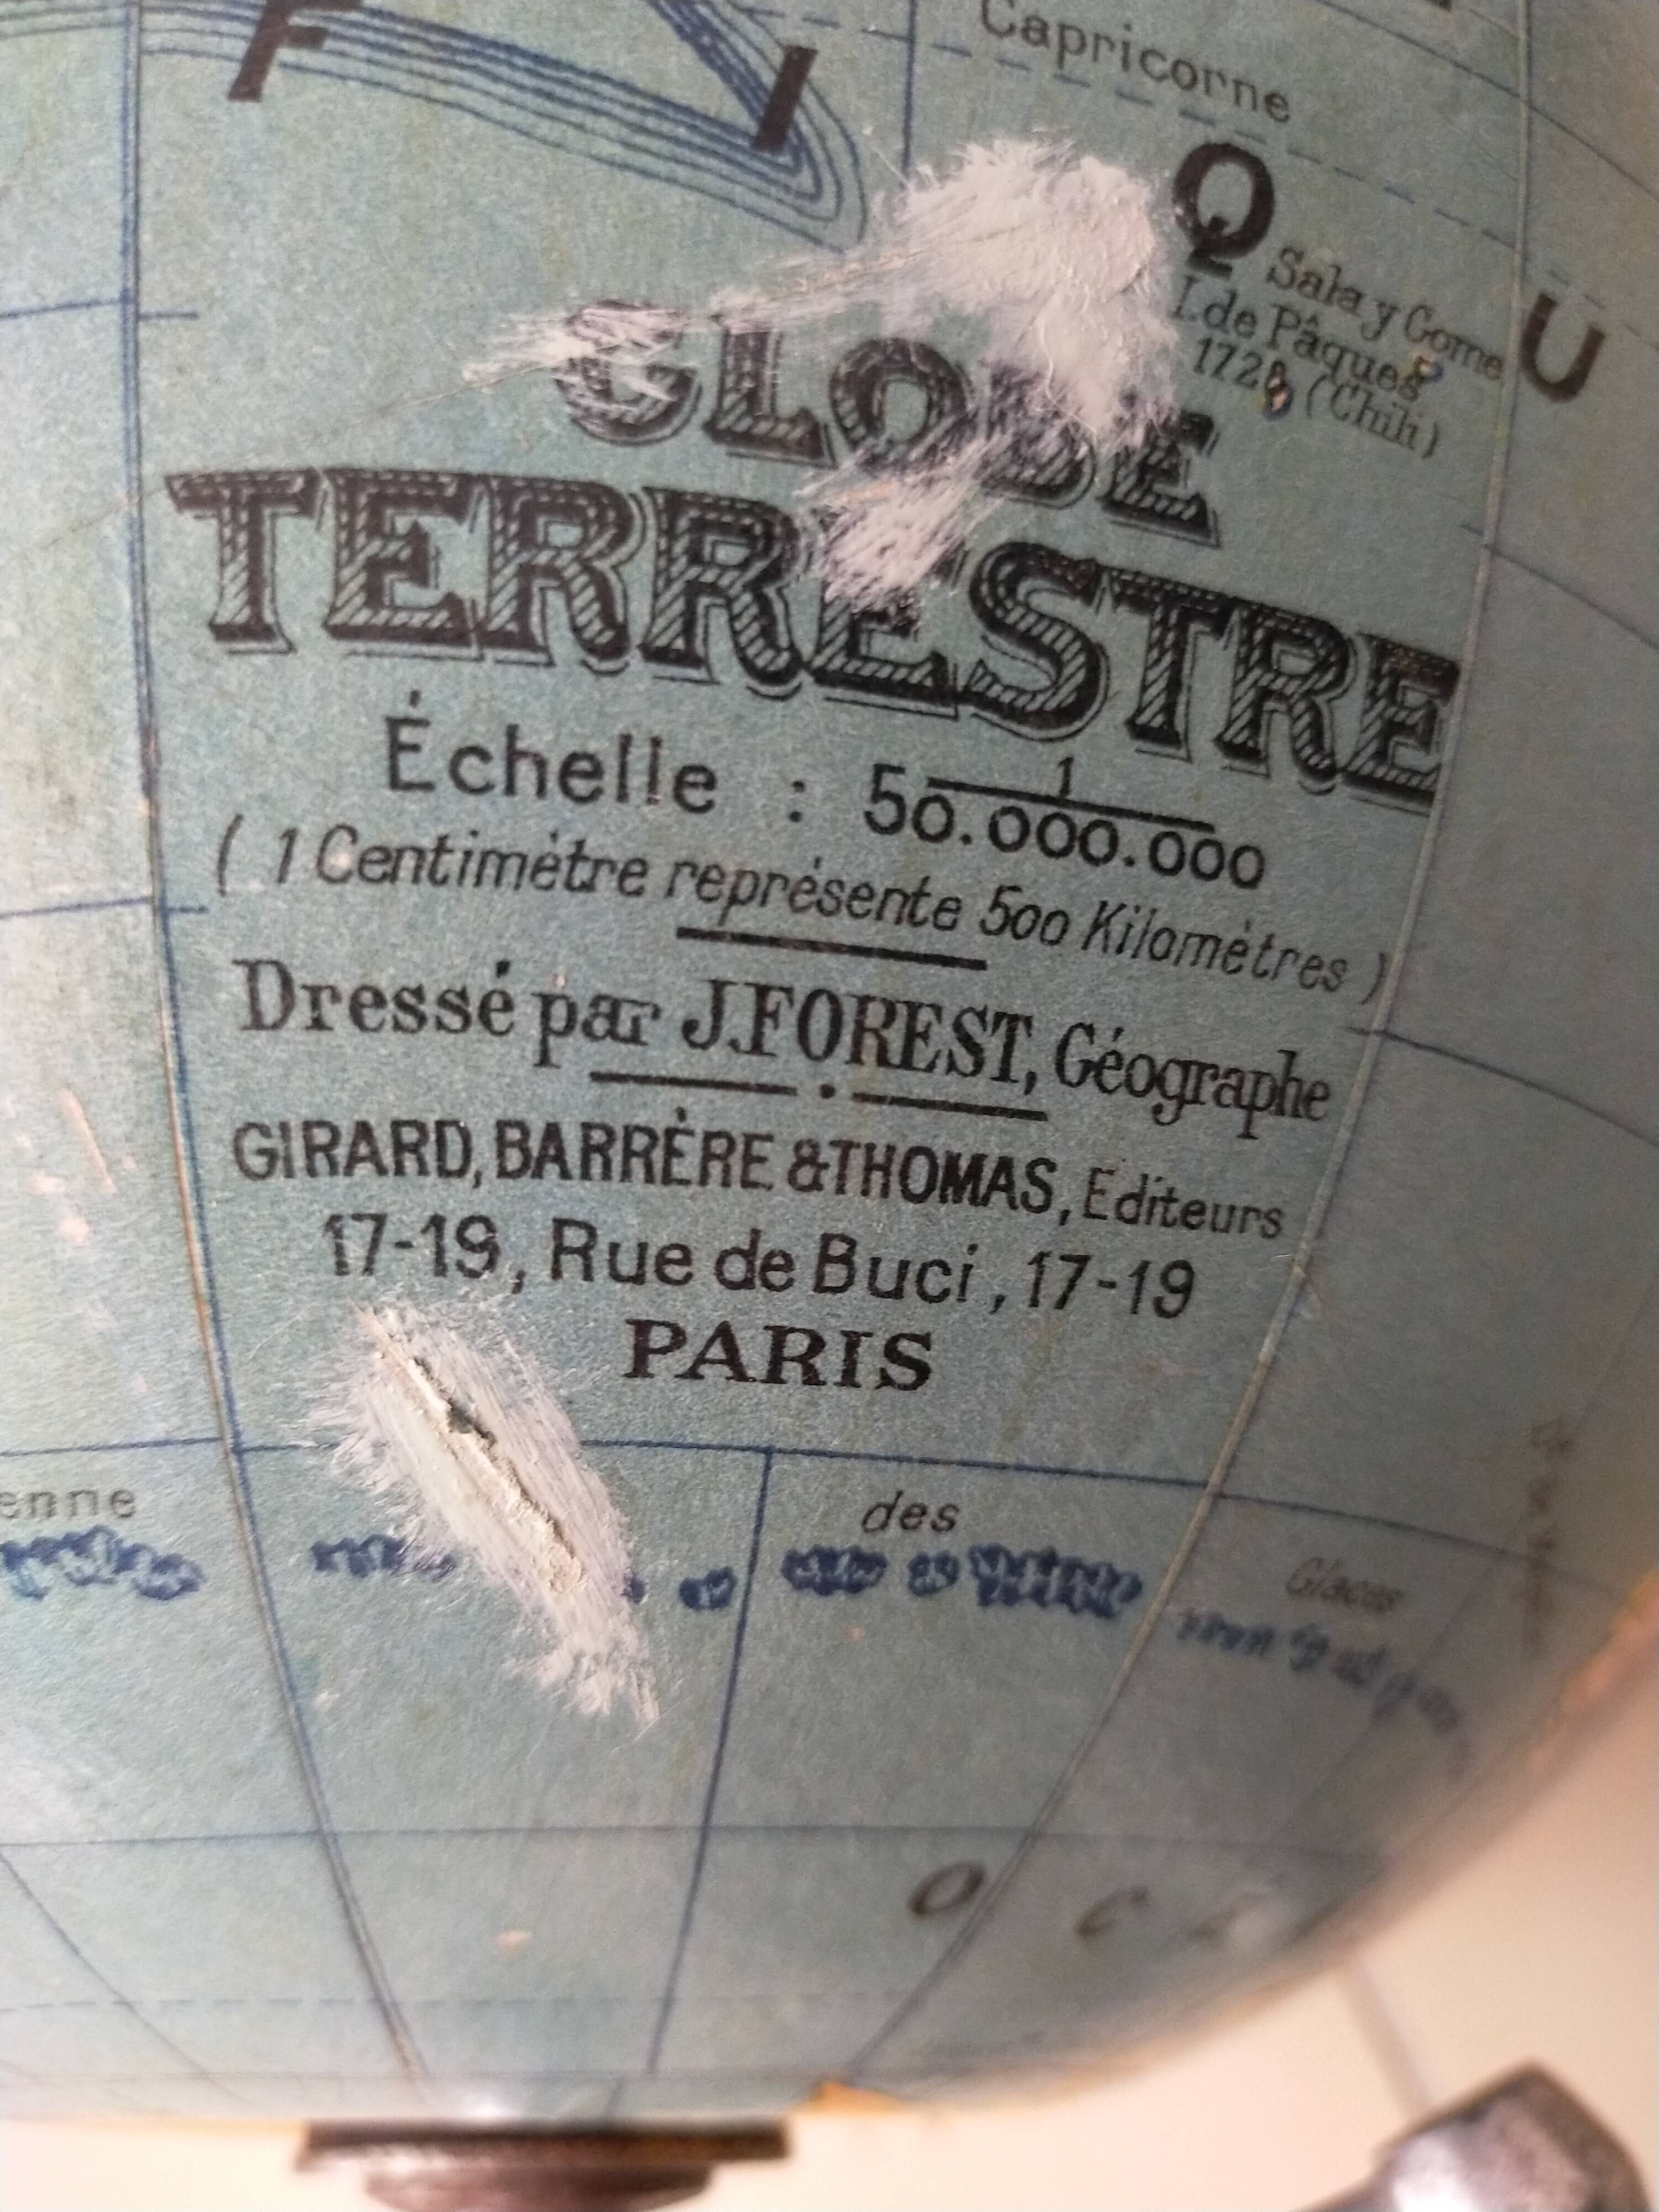 F
I
Capricorne
Q
Sala y Gome
I. de Pâques
(Chili)
U
GLOBE
TERRESTRE
Échelle : 1
50.000.000
( 1 Centimètre représente 500 Kilomètres )
Dressé par J. FOREST, Géographe
GIRARD, BARRÈRE & THOMAS, Editeurs
17-19, Rue de Buci, 17-19
PARIS
enne
des
Glaces
O C